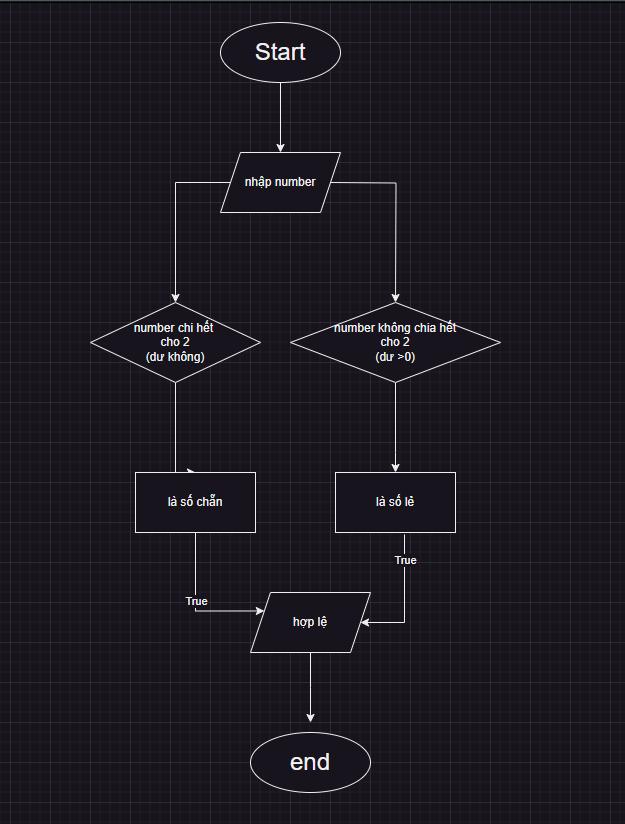 Start
nhập number
number chi hết
cho 2
(dư không)
number không chia hết
cho 2
(dư >0)
là số chẵn
là số lẻ
True
True
hợp lệ
end